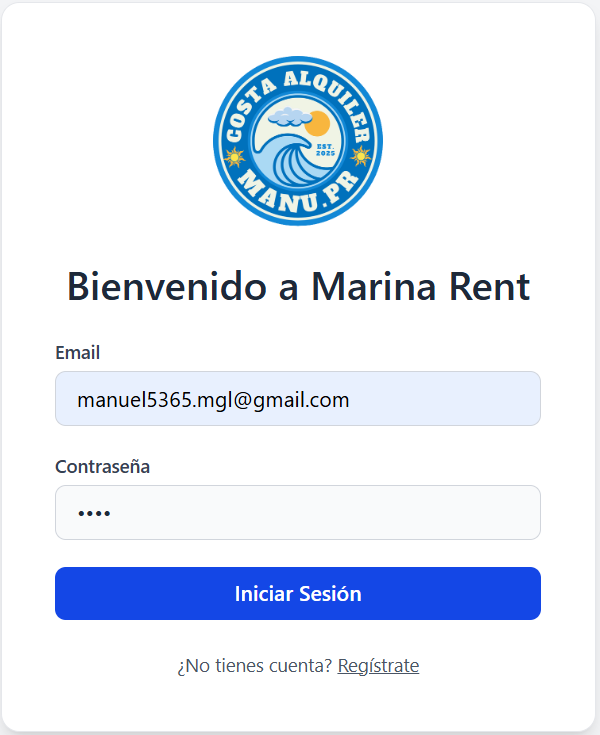 COSTA ALQUILER
EST.
2025
MANU.PR
Bienvenido a Marina Rent
Email
manuel5365.mgl@gmail.com
Contraseña
••••
Iniciar Sesión
¿No tienes cuenta? Regístrate